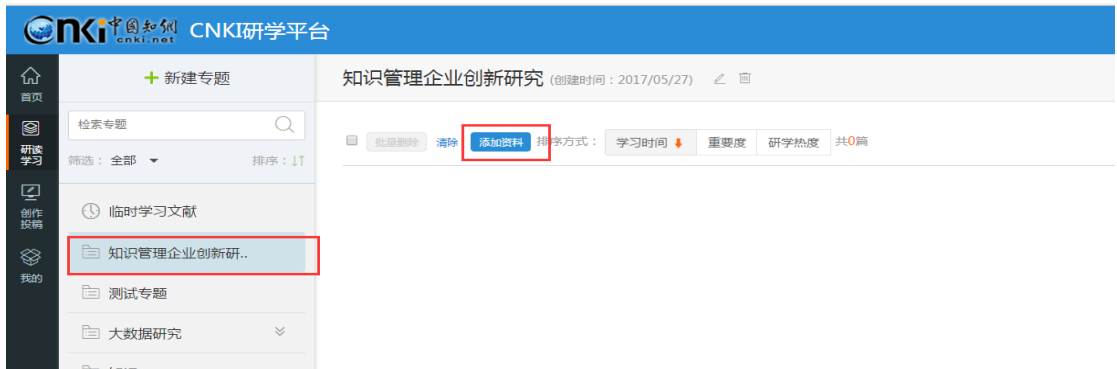 cnki中国知网
cnki.net
CNKI研学平台
首页
研读
学习
创作
投稿
我的
+ 新建专题
检索专题
筛选：全部
排序：
临时学习文献
知识管理企业创新研..
测试专题
大数据研究
知识管理企业创新研究 (创建时间：2017/05/27)
批量删除 清除 添加资料 排序方式： 学习时间 重要度 研学热度 共0篇